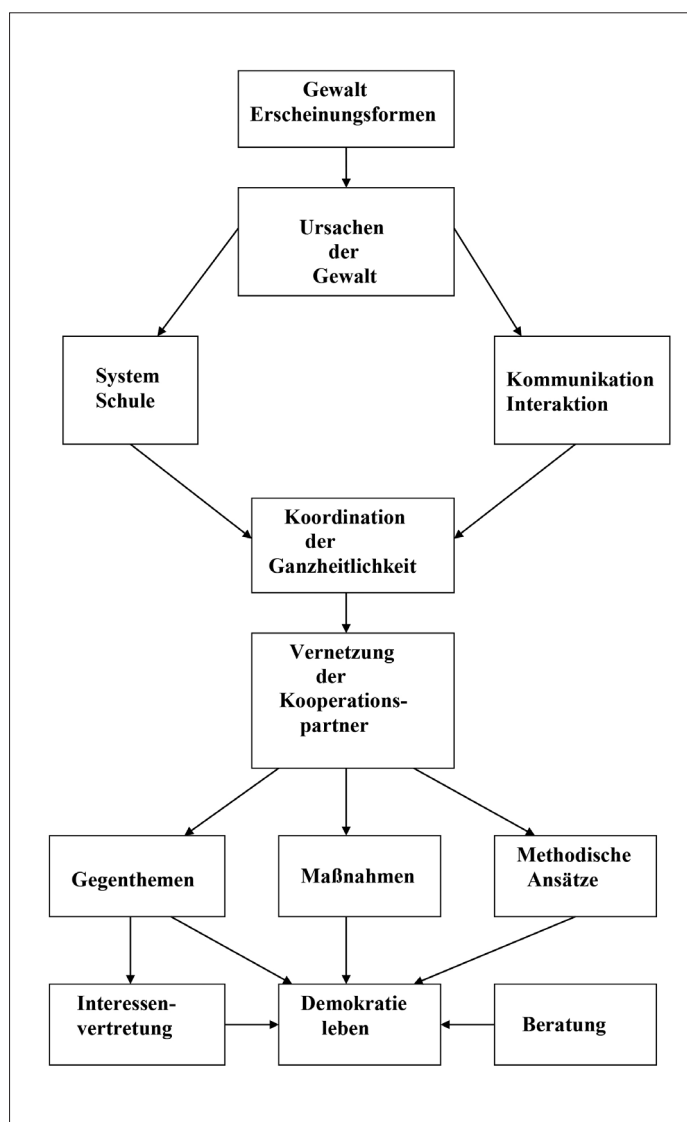 Gewalt
Erscheinungsformen
Ursachen
der
Gewalt
System
Schule
Kommunikation
Interaktion
Koordination
der
Ganzheitlichkeit
Vernetzung
der
Kooperations-
partner
Gegenthemen
Maßnahmen
Methodische
Ansätze
Interessen-
vertretung
Demokratie
leben
Beratung